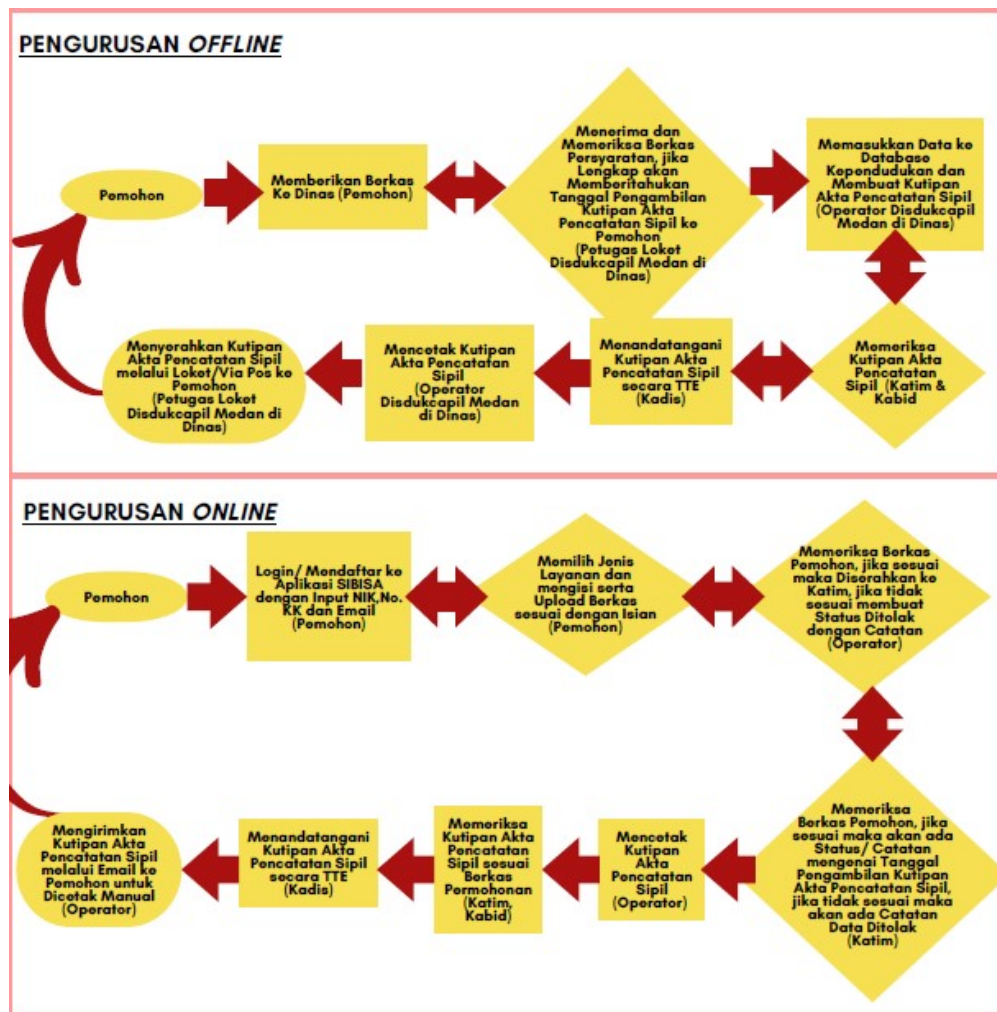 PENGURUSAN OFFLINE
Pemohon
Memberikan Berkas
Ke Dinas (Pemohon)
Menerima dan
Memeriksa Berkas
Persyaratan, jika
Lengkap akan
Memberitahukan
Tanggal Pengambilan
Kutipan Akta
Pencatatan Sipil ke
Pemohon
(Petugas Loket
Disdukcapil Medan di
Dinas)
Memasukkan Data ke
Database
Kependudukan dan
Membuat Kutipan
Akta Pencatatan Sipil
(Operator Disdukcapil
Medan di Dinas)
Memeriksa
Kutipan Akta
Pencatatan
Sipil (Katim &
Kabid
Menandatangani
Kutipan Akta
Pencatatan Sipil
secara TTE
(Kadis)
Mencetak Kutipan
Akta Pencatatan
Sipil
(Operator
Disdukcapil Medan
di Dinas)
Menyerahkan Kutipan
Akta Pencatatan Sipil
melalui Loket/Via Pos ke
Pemohon
(Petugas Loket
Disdukcapil Medan di
Dinas)
PENGURUSAN ONLINE
Pemohon
Login/ Mendaftar ke
Aplikasi SIBISA
dengan Input NIK,No.
KK dan Email
(Pemohon)
Memilih Jenis
Layanan dan
mengisi serta
Upload Berkas
sesuai dengan Isian
(Pemohon)
Memeriksa Berkas
Pemohon, jika sesuai
maka Diserahkan ke
Katim, jika tidak
sesuai membuat
Status Ditolak
dengan Catatan
(Operator)
Memeriksa
Berkas Pemohon, jika
sesuai maka akan ada
Status/ Catatan
mengenai Tanggal
Pengambilan Kutipan
Akta Pencatatan Sipil,
jika tidak sesuai maka
akan ada Catatan
Data Ditolak
(Katim)
Mencetak
Kutipan
Akta
Pencatatan
Sipil
(Operator)
Memeriksa
Kutipan Akta
Pencatatan
Sipil sesuai
Berkas
Permohonan
(Katim,
Kabid)
Menandatangani
Kutipan Akta
Pencatatan Sipil
secara TTE
(Kadis)
Mengirimkan
Kutipan Akta
Pencatatan Sipil
melalui Email ke
Pemohon untuk
Dicetak Manual
(Operator)